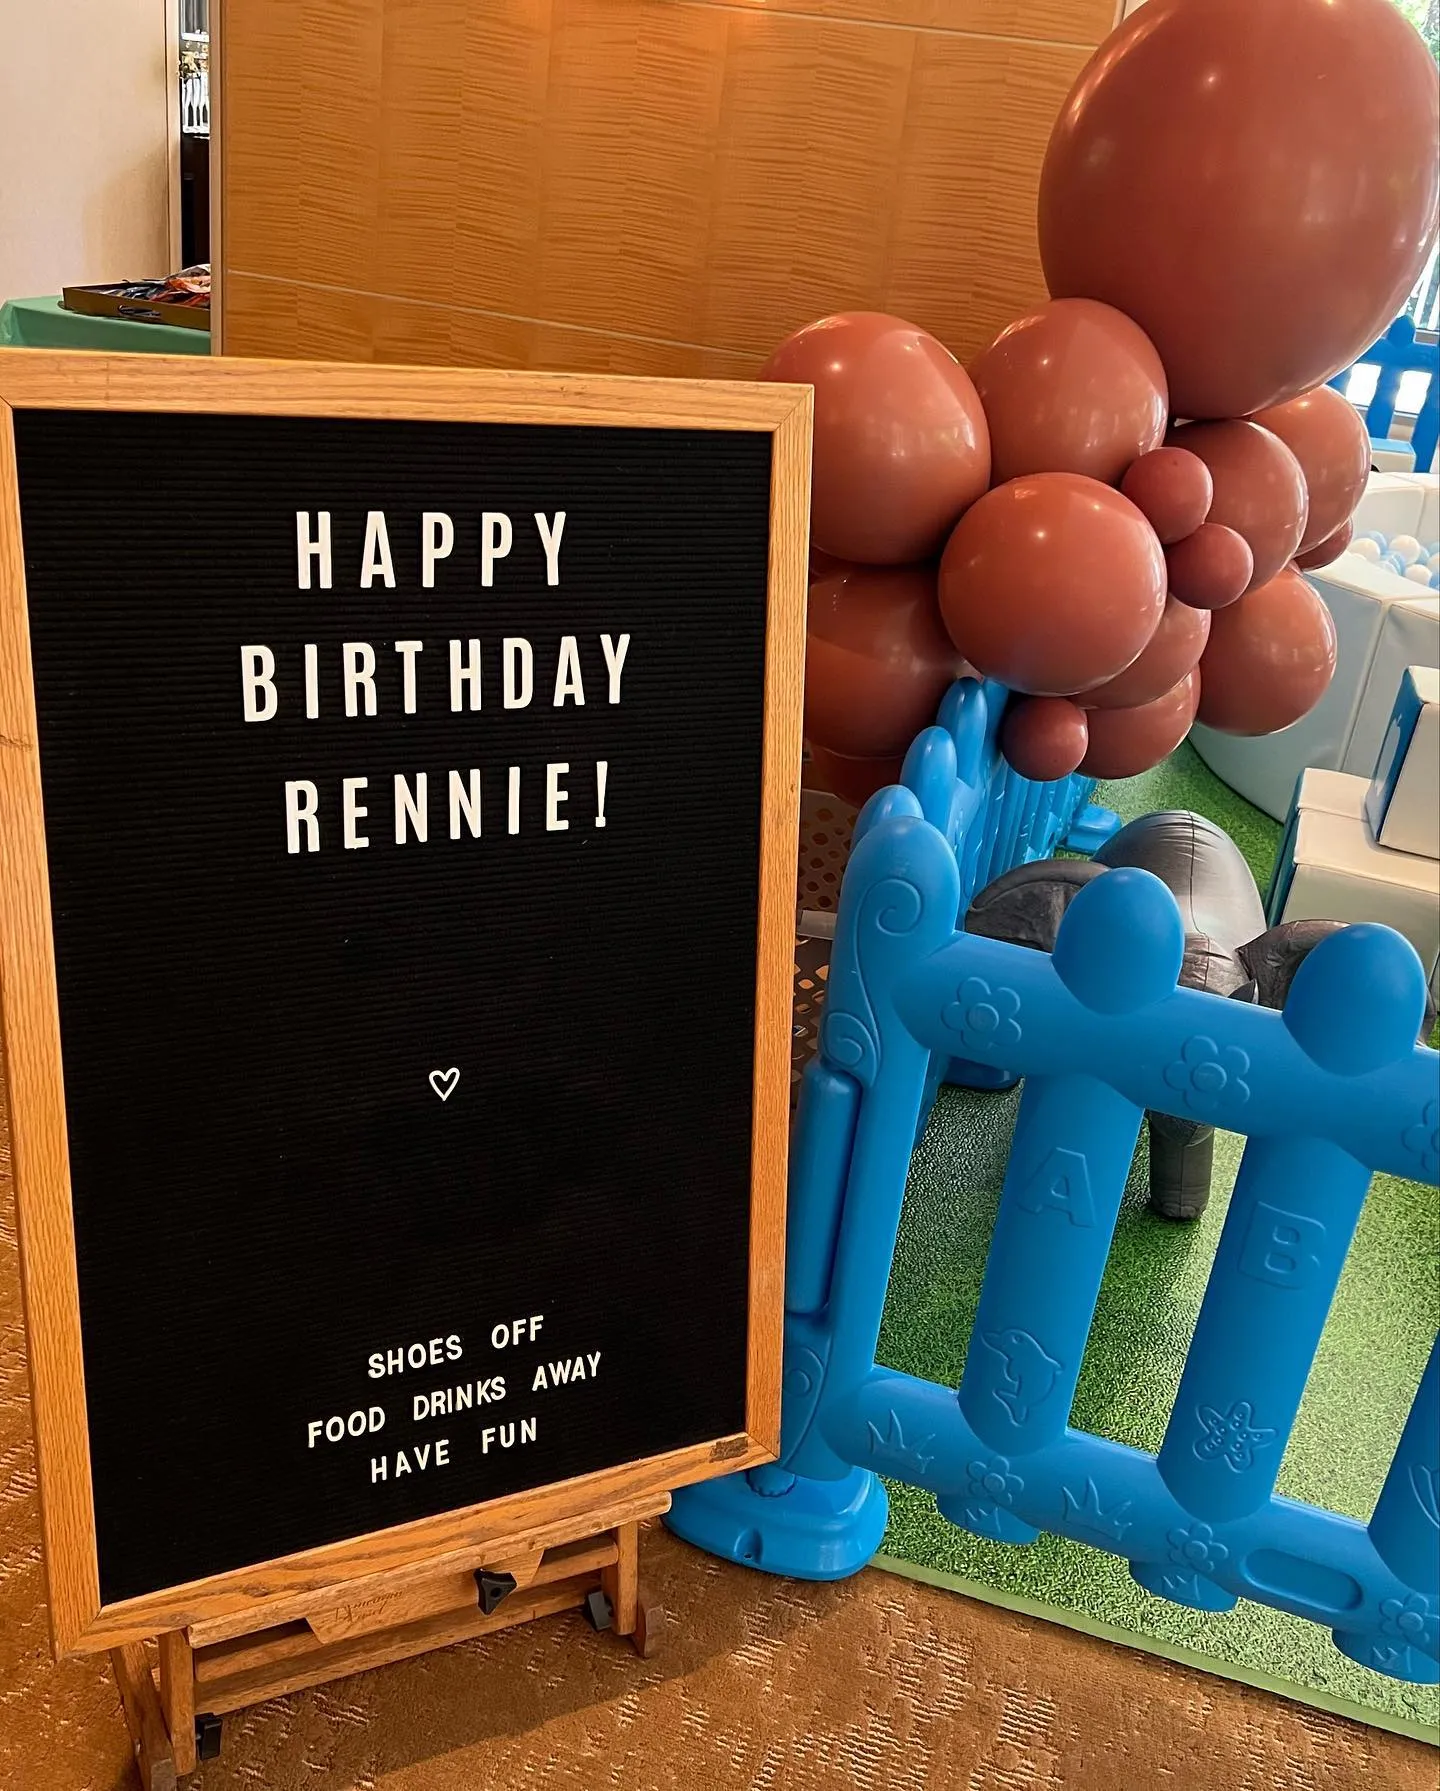 HAPPY
BIRTHDAY
RENNIE!
SHOES OFF
FOOD DRINKS AWAY
HAVE FUN
A
B